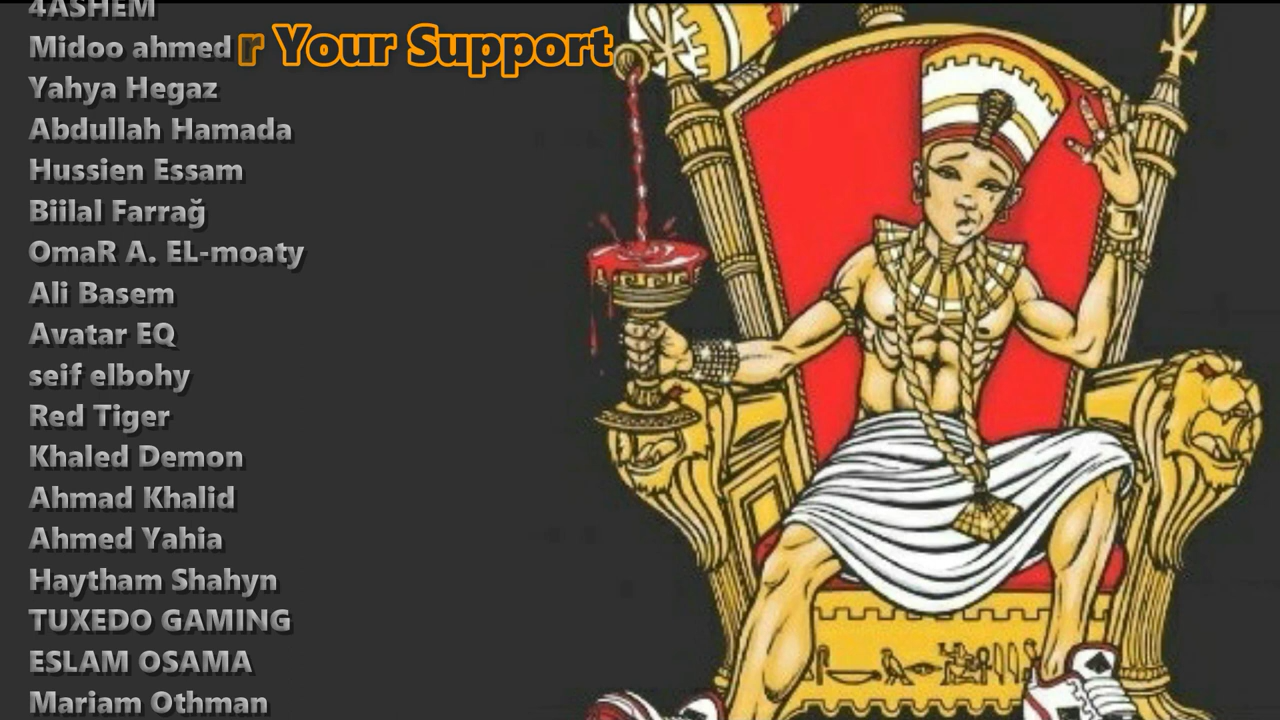 4ASHEM
Midoo ahmed r Your Support
Yahya Hegaz
Abdullah Hamada
Hussien Essam
Biilal Farrağ
OmaR A. EL-moaty
Ali Basem
Avatar EQ
seif elbohy
Red Tiger
Khaled Demon
Ahmad Khalid
Ahmed Yahia
Haytham Shahyn
TUXEDO GAMING
ESLAM OSAMA
Mariam Othman